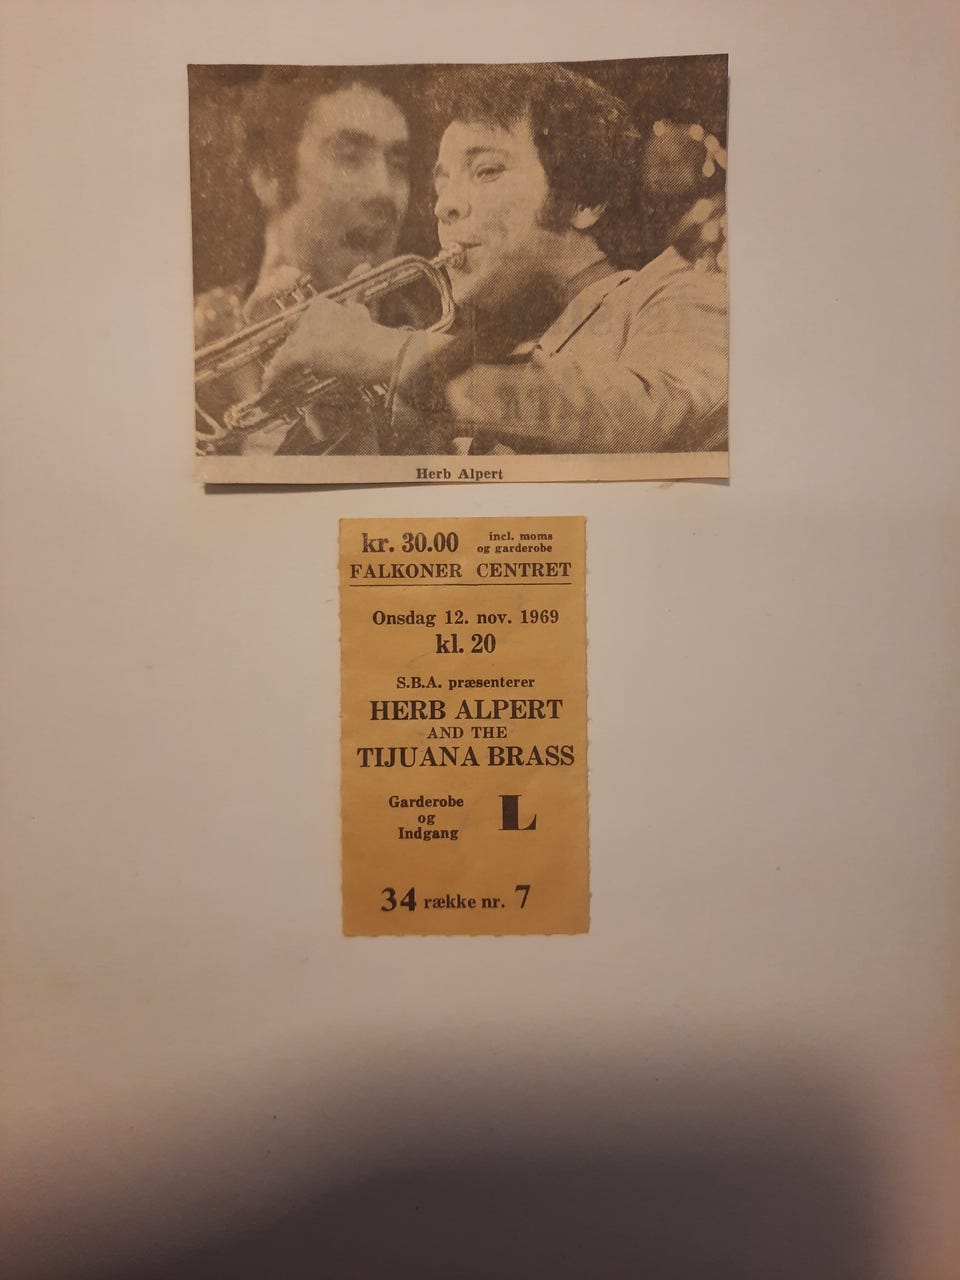 Herb Alpert
kr. 30.00 incl. moms
og garderobe
FALKONER CENTRET
Onsdag 12. nov. 1969
kl. 20
S.B.A. præsenterer
HERB ALPERT
AND THE
TIJUANA BRASS
Garderobe
og
Indgang
L
34 række nr. 7